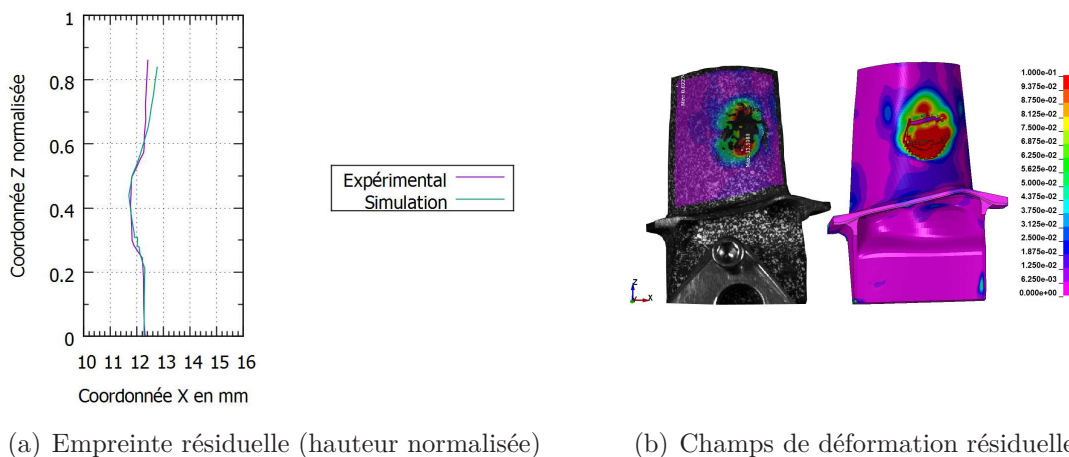 1
0.8
0.6
0.4
0.2
0
Coordonnée Z normalisée
10 11 12 13 14 15 16
Coordonnée X en mm
Expérimental
Simulation
Z
X
1.000e-01
9.375e-02
8.750e-02
8.125e-02
7.500e-02
6.875e-02
6.250e-02
5.625e-02
5.000e-02
4.375e-02
3.750e-02
3.125e-02
2.500e-02
1.875e-02
1.250e-02
6.250e-03
0.000e+00
(a) Empreinte résiduelle (hauteur normalisée)
(b) Champs de déformation résiduelle